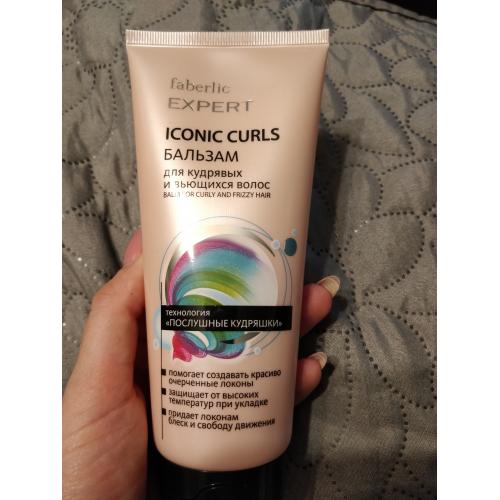 faberlic
EXPERT
ICONIC CURLS
БАЛЬЗАМ
для кудрявых
и вьющихся волос
BALM FOR CURLY AND FRIZZY HAIR
технология
«ПОСЛУШНЫЕ КУДРЯШКИ»
помогает создавать красиво
очерченные локоны
защищает от высоких
температур при укладке
придает локонам
блеск и свободу движения